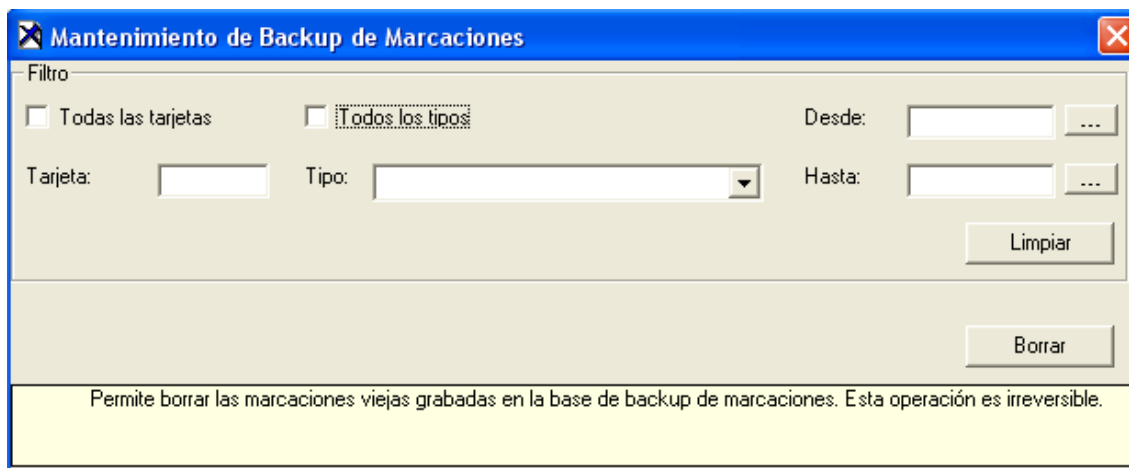 Mantenimiento de Backup de Marcaciones
Filtro
Todas las tarjetas Todos los tipos Desde: ...
Tarjeta: Tipo: Hasta: ...
Limpiar
Borrar
Permite borrar las marcaciones viejas grabadas en la base de backup de marcaciones. Esta operación es irreversible.